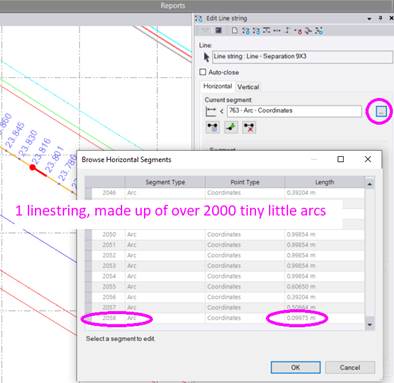 Reports
Edit Line string
Line:
Line string : Line - Separation 9X3
Auto-close
Horizontal Vertical
Current segment
763 - Arc - Coordinates
...
23.860
23.845
23.830
23.816
23.801
23.786
Browse Horizontal Segments
Segment Type Point Type Length
2046 Arc Coordinates 0.39204 m
1 linestring, made up of over 2000 tiny little arcs
2050 Arc Coordinates 0.99854 m
2051 Arc Coordinates 0.99854 m
2052 Arc Coordinates 0.99854 m
2053 Arc Coordinates 0.99854 m
2054 Arc Coordinates 0.99854 m
2055 Arc Coordinates 0.60650 m
2056 Arc Coordinates 0.39204 m
2057 Arc Coordinates
2058 Arc Coordinates 0.09975 m
Select a segment to edit.
OK Cancel